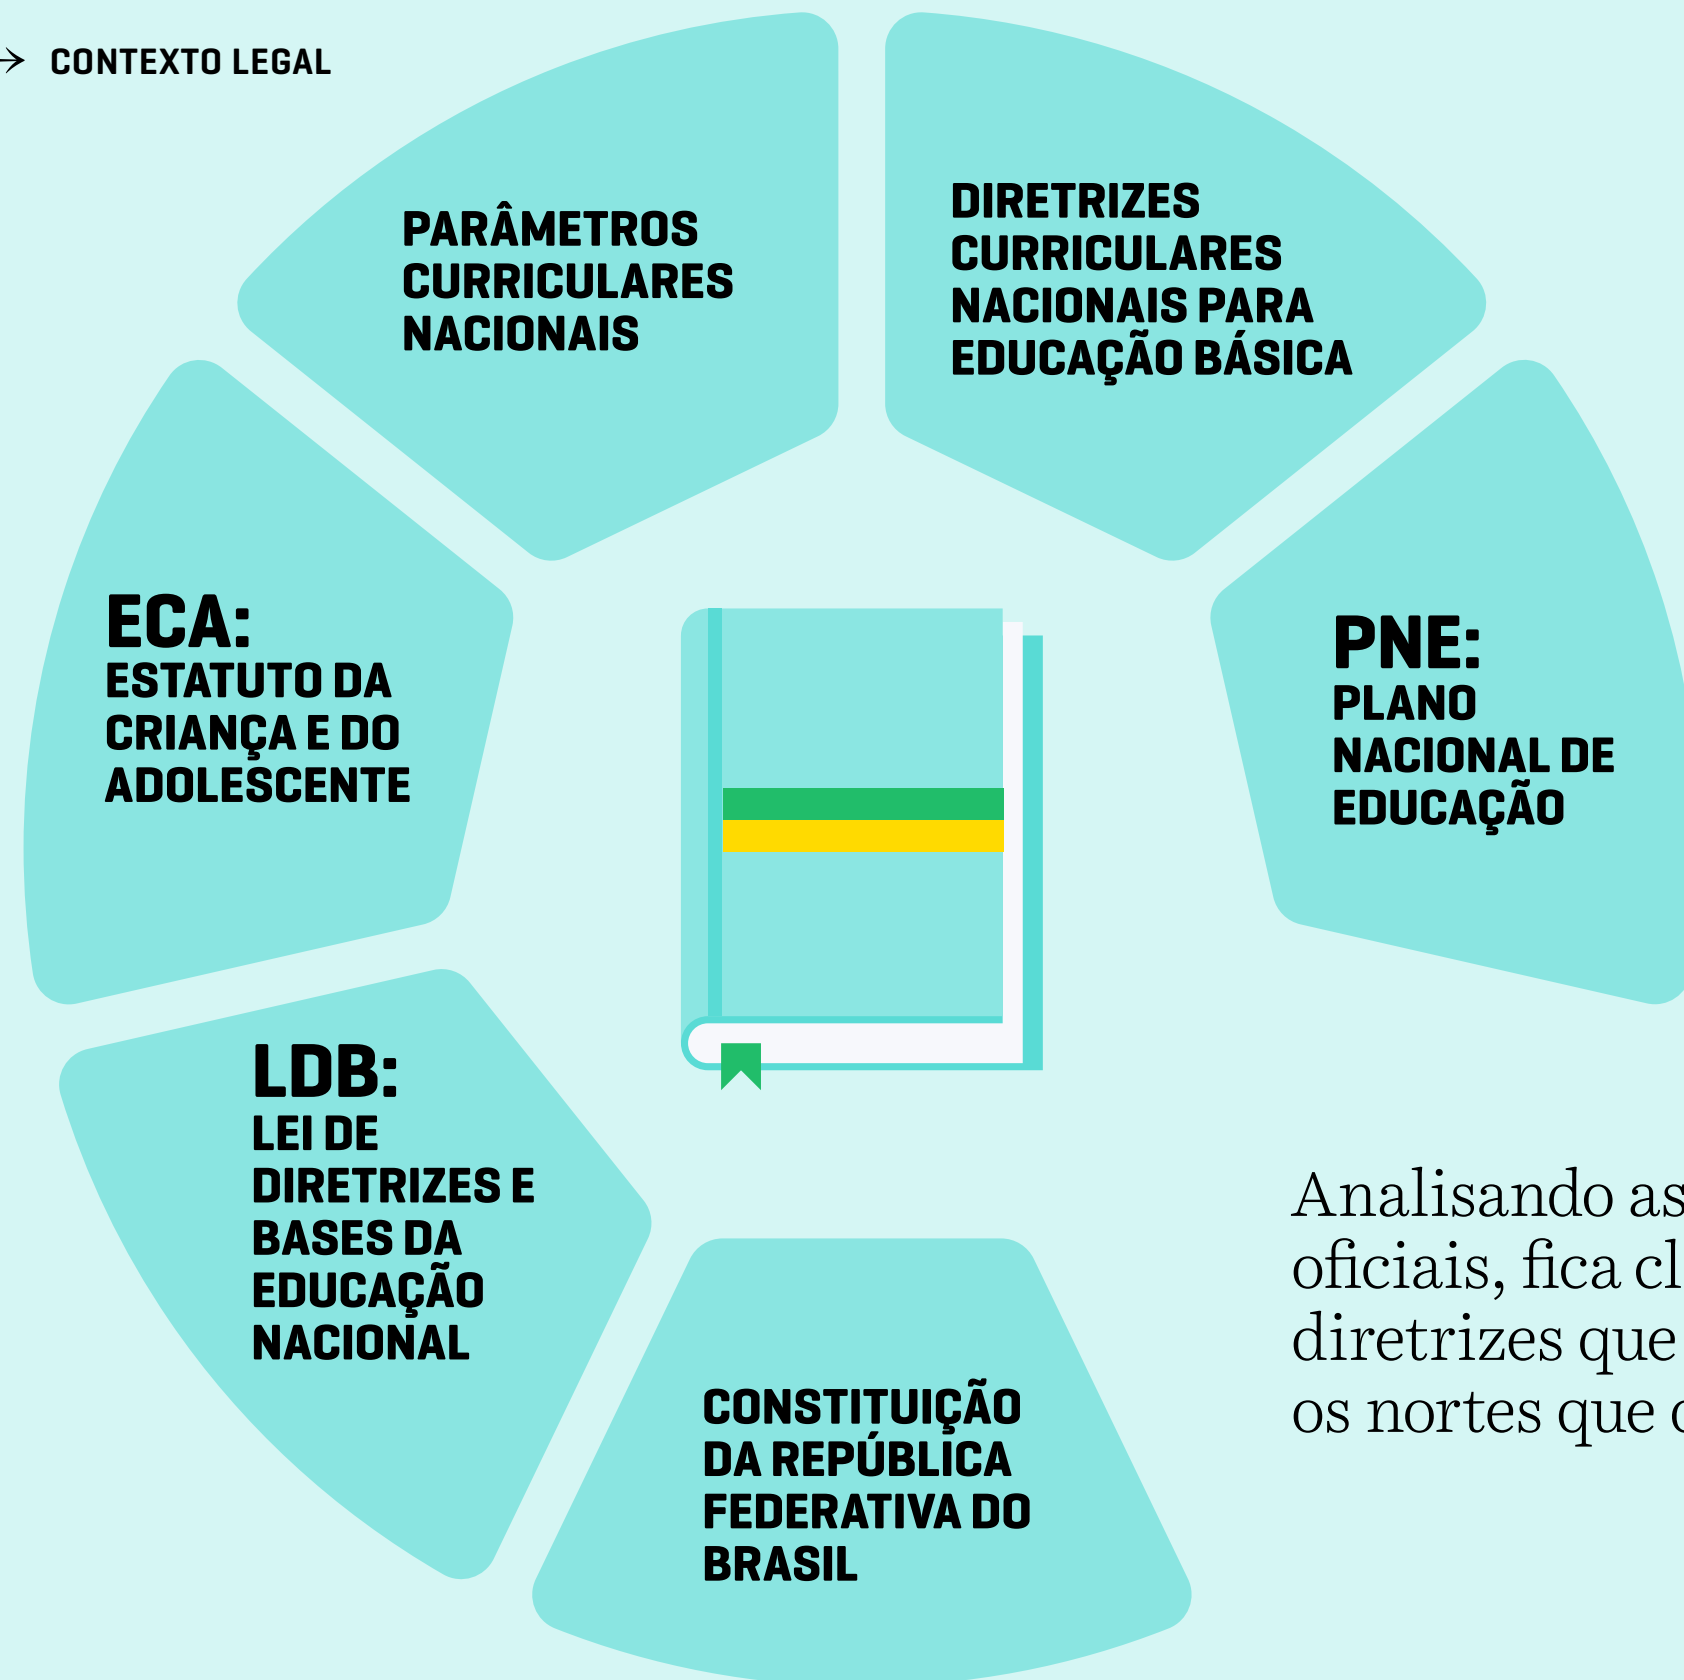 → CONTEXTO LEGAL
PARÂMETROS
CURRICULARES
NACIONAIS
DIRETRIZES
CURRICULARES
NACIONAIS PARA
EDUCAÇÃO BÁSICA
ECA:
ESTATUTO DA
CRIANÇA E DO
ADOLESCENTE
PNE:
PLANO
NACIONAL DE
EDUCAÇÃO
LDB:
LEI DE
DIRETRIZES E
BASES DA
EDUCAÇÃO
NACIONAL
CONSTITUIÇÃO
DA REPÚBLICA
FEDERATIVA DO
BRASIL
Analisando as
oficiais, fica
diretrizes que
os nortes que